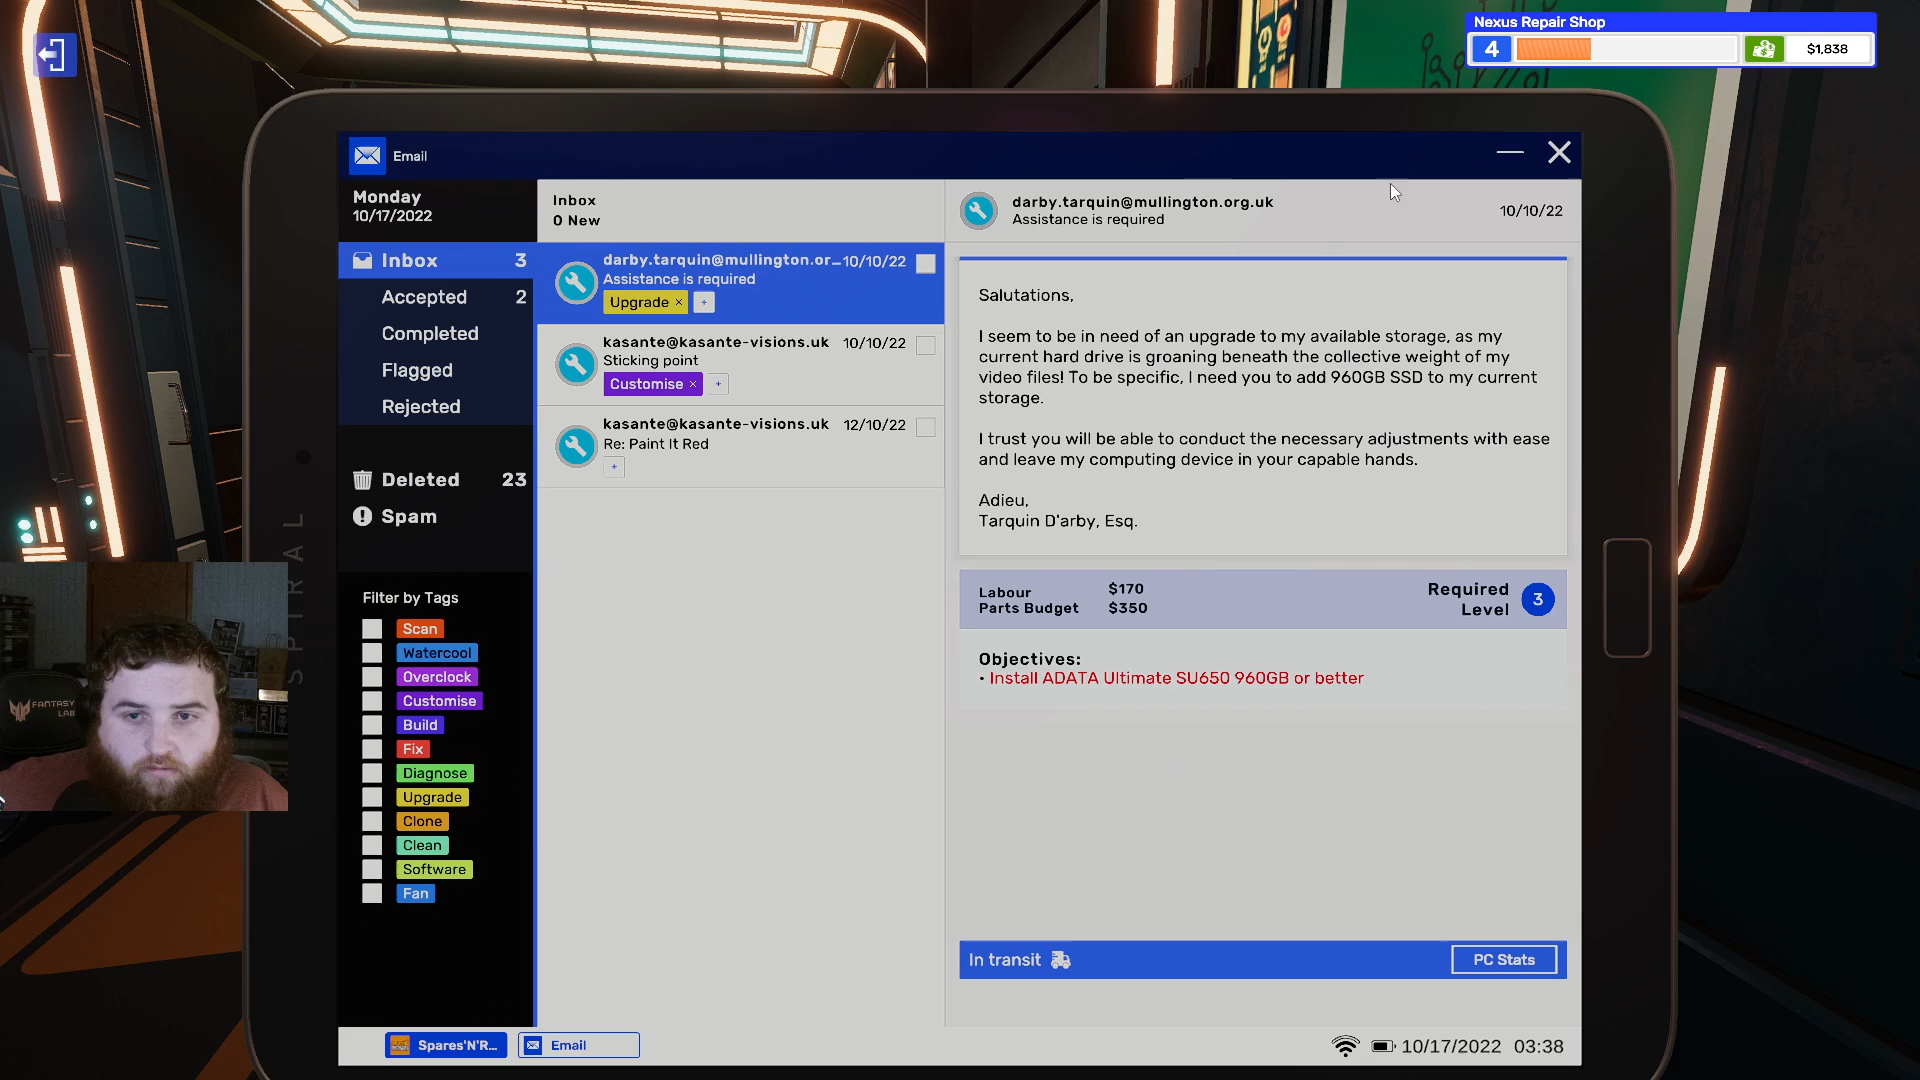 Nexus Repair Shop
4
$1,838
Email
Monday
10/17/2022
Inbox 3
Accepted 2
Completed
Flagged
Rejected
Deleted 23
Spam
Filter by Tags
Scan
Watercool
Overclock
Customise
Build
Fix
Diagnose
Upgrade
Clone
Clean
Software
Fan
Inbox
0 New
darby.tarquin@mullington.or... 10/10/22
Assistance is required
Upgrade × +
kasante@kasante-visions.uk 10/10/22
Sticking point
Customise × +
kasante@kasante-visions.uk 12/10/22
Re: Paint It Red
+
darby.tarquin@mullington.org.uk
Assistance is required
10/10/22
Salutations,
I seem to be in need of an upgrade to my available storage, as my
current hard drive is groaning beneath the collective weight of my
video files! To be specific, I need you to add 960GB SSD to my current
storage.
I trust you will be able to conduct the necessary adjustments with ease
and leave my computing device in your capable hands.
Adieu,
Tarquin D'arby, Esq.
Labour $170
Parts Budget $350
Required
Level 3
Objectives:
• Install ADATA Ultimate SU650 960GB or better
In transit
PC Stats
Spares'N'R...
Email
10/17/2022 03:38
SPIRAL
FANTASY
LAB